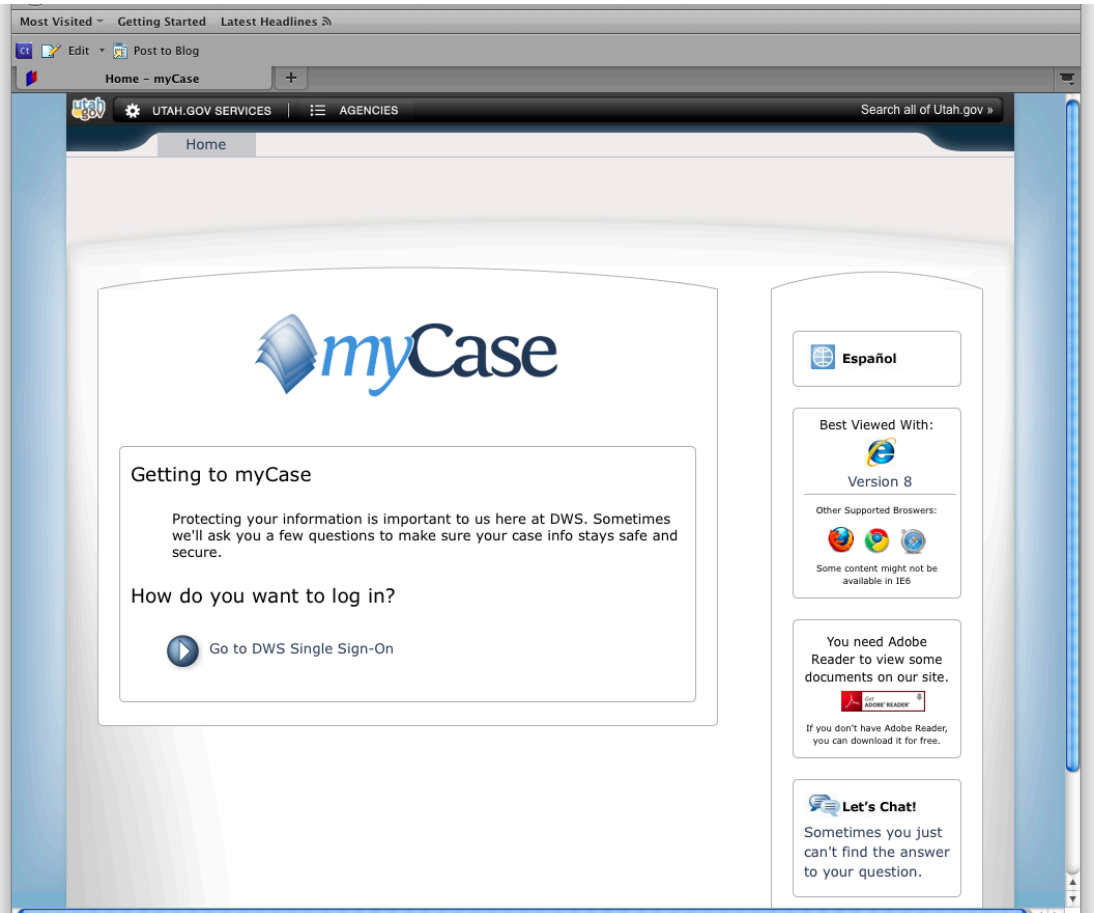 Most Visited Getting Started Latest Headlines
Ct Edit Post to Blog
Home – myCase +
utah gov UTAH.GOV SERVICES | AGENCIES Search all of Utah.gov »
Home
myCase
Getting to myCase
Protecting your information is important to us here at DWS. Sometimes
we'll ask you a few questions to make sure your case info stays safe and
secure.
How do you want to log in?
Go to DWS Single Sign-On
Español
Best Viewed With:
Version 8
Other Supported Broswers:
Some content might not be
available in IE6
You need Adobe
Reader to view some
documents on our site.
Get
ADOBE® READER®
If you don't have Adobe Reader,
you can download it for free.
Let's Chat!
Sometimes you just
can't find the answer
to your question.